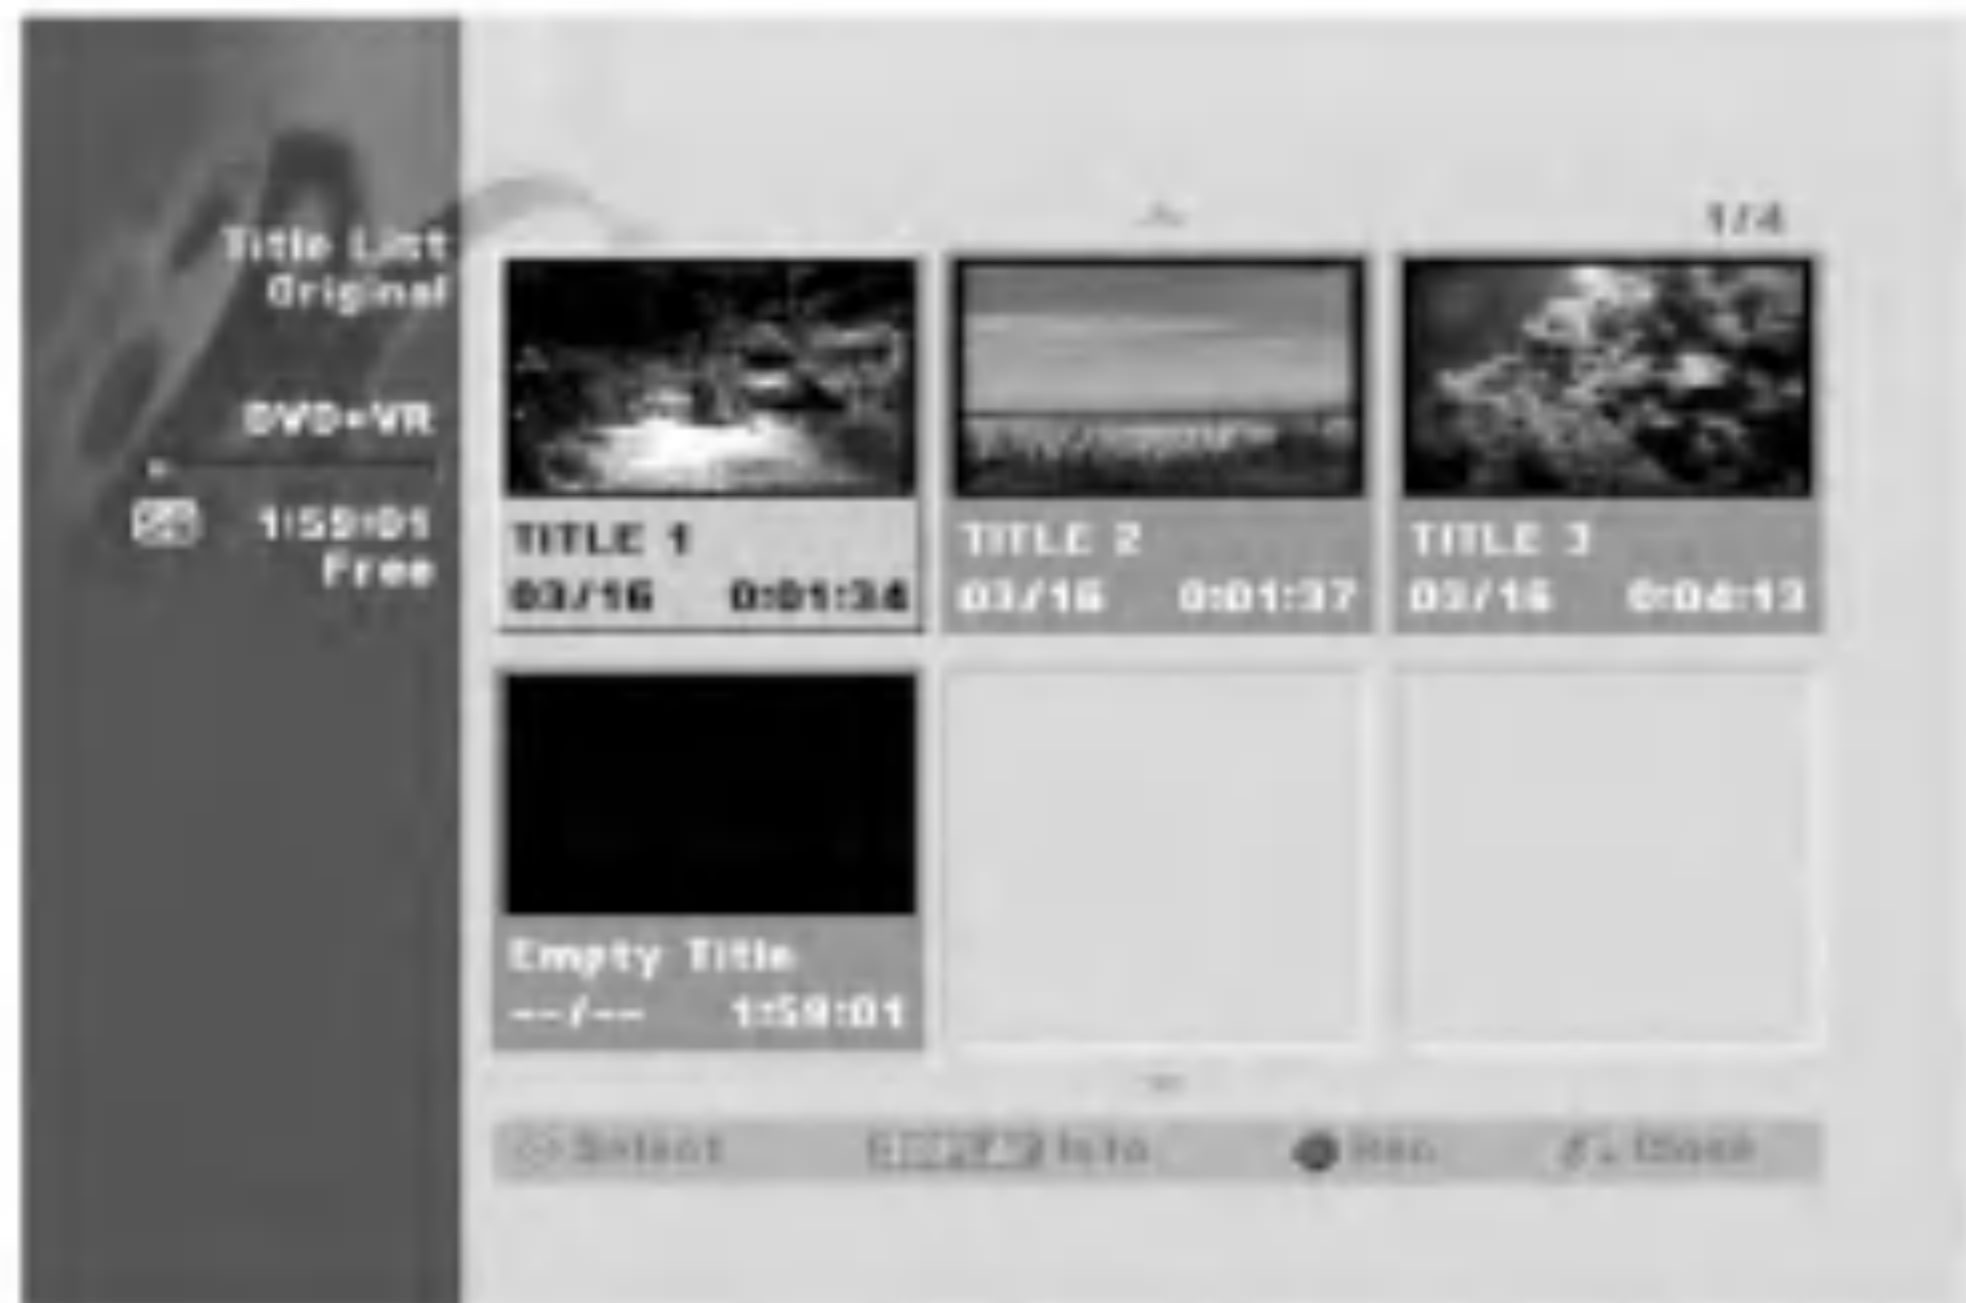 Title List
Original
DVD+VR
1:59:01
Free
1/4
TITLE 1
03/16 0:01:34
TITLE 2
03/16 0:01:37
TITLE 3
03/16 0:04:13
Empty Title
--/-- 1:59:01
Select Info Rec. Close